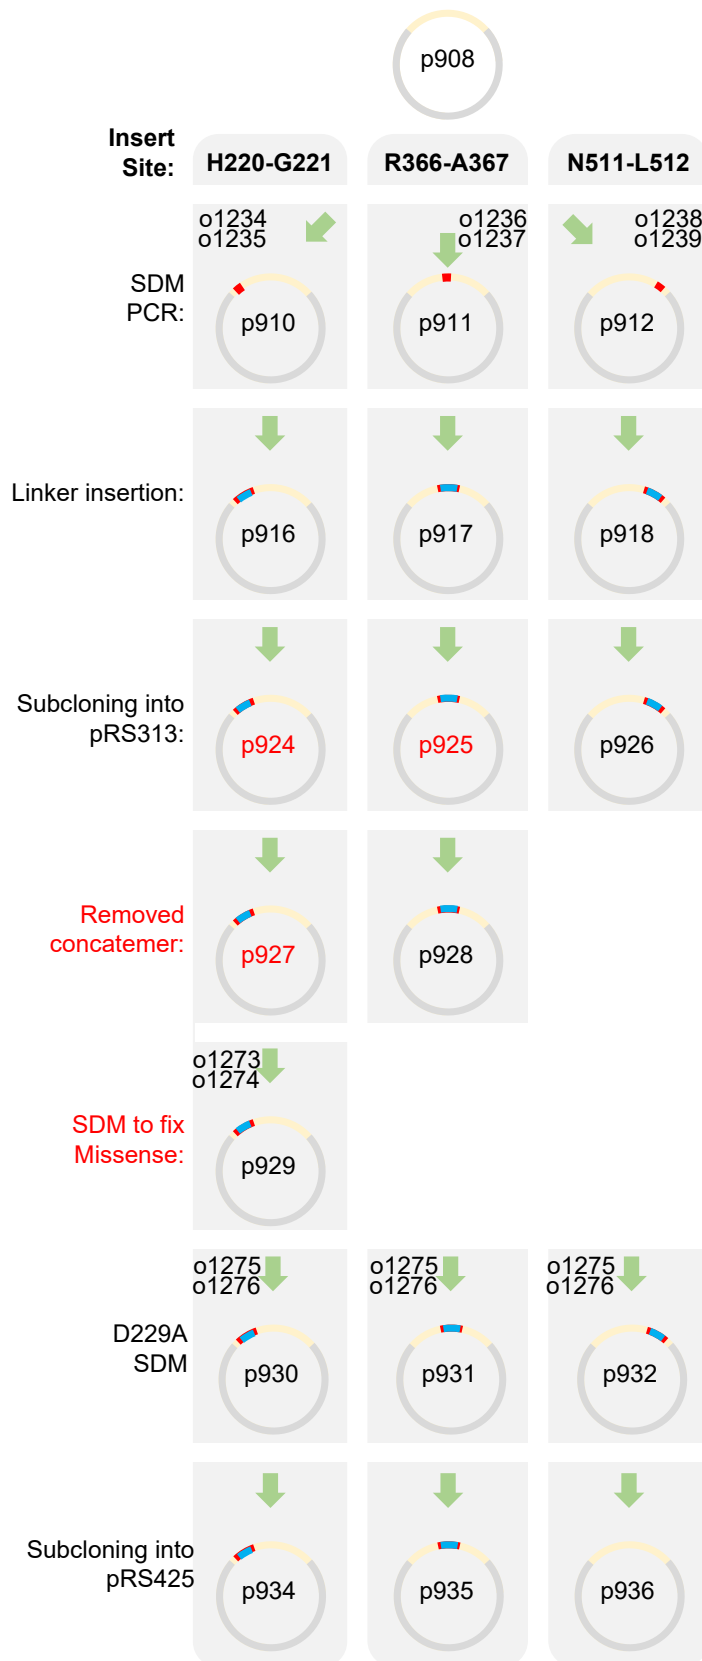 p908
Insert
Site:
H220-G221
R366-A367
N511-L512
SDM
PCR:
o1234
o1235
o1236
o1237
o1238
o1239
p910
p911
p912
Linker insertion:
p916
p917
p918
Subcloning into
pRS313:
p924
p925
p926
Removed
concatemer:
p927
p928
SDM to fix
Missense:
o1273
o1274
p929
D229A
SDM
o1275
o1276
o1275
o1276
o1275
o1276
p930
p931
p932
Subcloning into
pRS425
p934
p935
p936